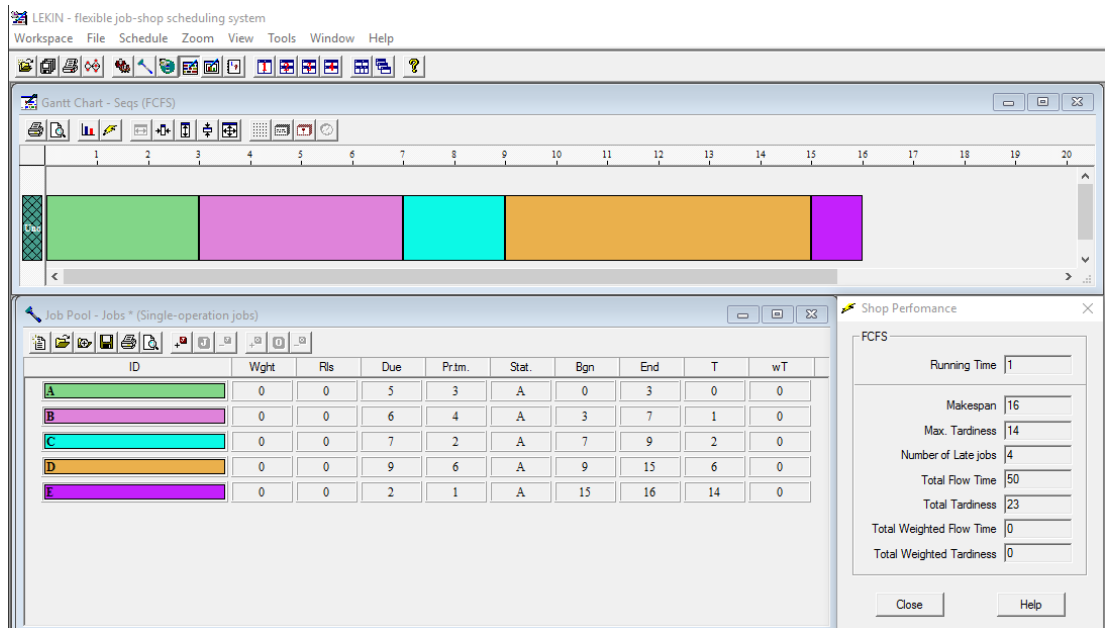 LEKIN - flexible job-shop scheduling system
Workspace File Schedule Zoom View Tools Window Help
Gantt Chart - Seqs (FCFS)
1 2 3 4 5 6 7 8 9 10 11 12 13 14 15 16 17 18 19 20
Job Pool - Jobs * (Single-operation jobs)
ID Wght Rls Due Pr.tm. Stat. Bgn End T wT
A 0 0 5 3 A 0 3 0 0
B 0 0 6 4 A 3 7 1 0
C 0 0 7 2 A 7 9 2 0
D 0 0 9 6 A 9 15 6 0
E 0 0 2 1 A 15 16 14 0
Shop Perfomance
FCFS
Running Time 1
Makespan 16
Max. Tardiness 14
Number of Late jobs 4
Total Flow Time 50
Total Tardiness 23
Total Weighted Flow Time 0
Total Weighted Tardiness 0
Close Help